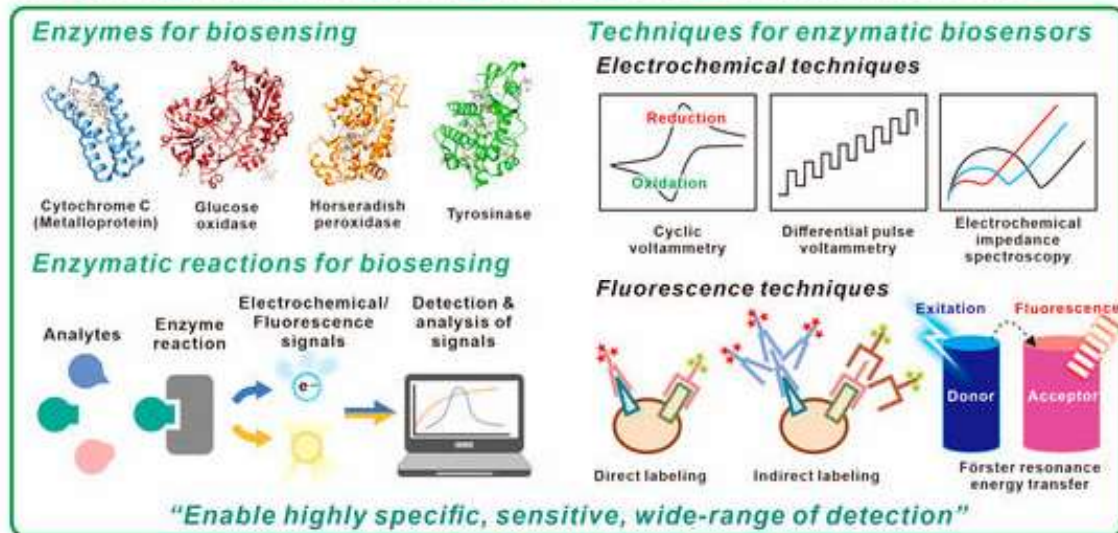 Enzymes for biosensing
Cytochrome C
(Metalloprotein)
Glucose
oxidase
Horseradish
peroxidase
Tyrosinase
Enzymatic reactions for biosensing
Analytes
Enzyme
reaction
Electrochemical/
Fluorescence
signals
e⁻
Detection &
analysis of
signals
Techniques for enzymatic biosensors
Electrochemical techniques
Reduction
Oxidation
Cyclic
voltammetry
Differential pulse
voltammetry
Electrochemical
impedance
spectroscopy
Fluorescence techniques
Direct labeling
Indirect labeling
Exitation
Fluorescence
Donor
Acceptor
Förster resonance
energy transfer
“Enable highly specific, sensitive, wide-range of detection”